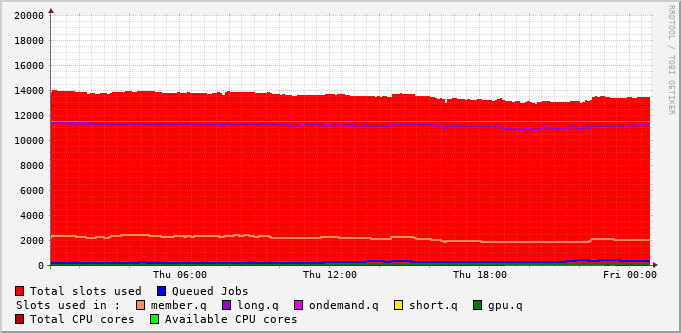 20000
18000
16000
14000
12000
10000
8000
6000
4000
2000
0
Thu 06:00 Thu 12:00 Thu 18:00 Fri 00:00
RRDTOOL / TOBI OETIKER
Total slots used Queued Jobs
Slots used in : member.q long.q ondemand.q short.q gpu.q
Total CPU cores Available CPU cores